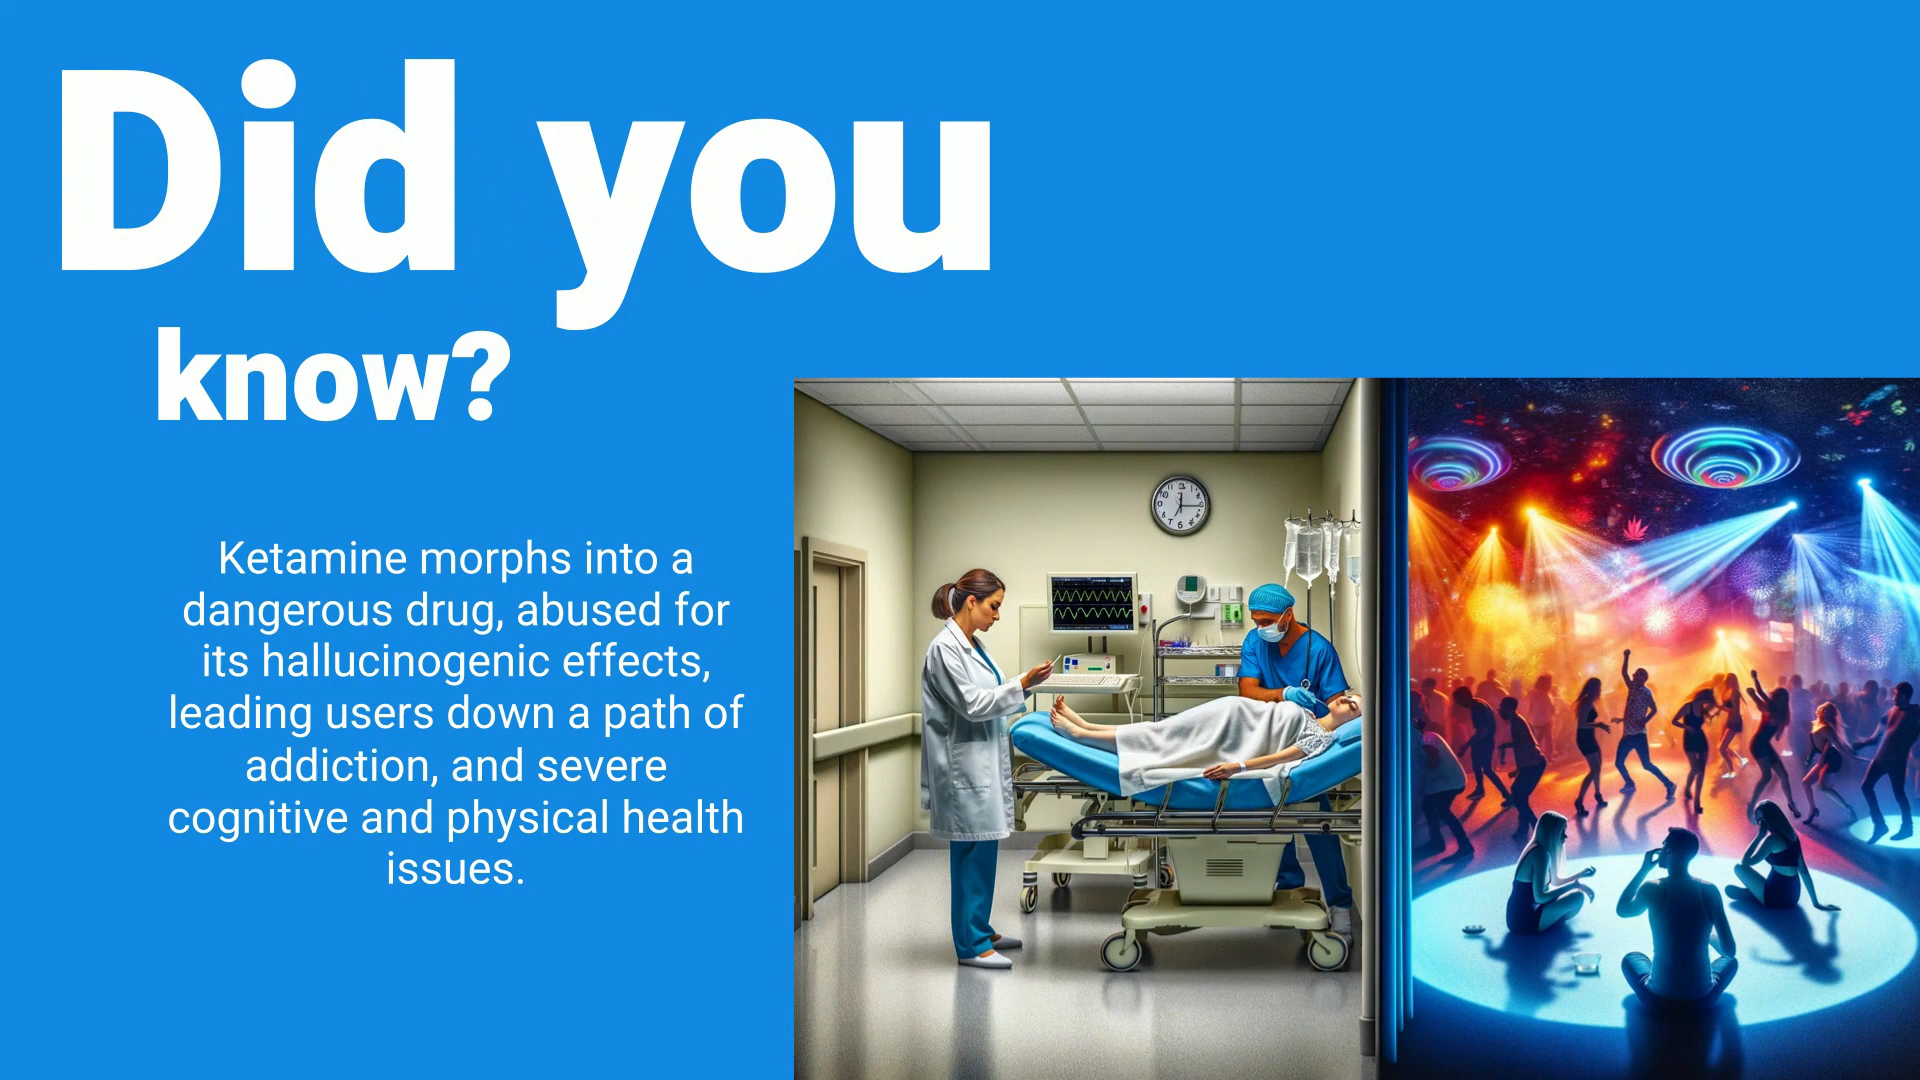 Did you
know?
Ketamine morphs into a
dangerous drug, abused for
its hallucinogenic effects,
leading users down a path of
addiction, and severe
cognitive and physical health
issues.